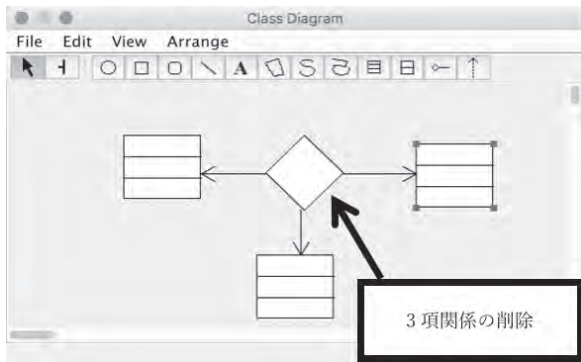 Class Diagram
File Edit View Arrange
A
3項関係の削除